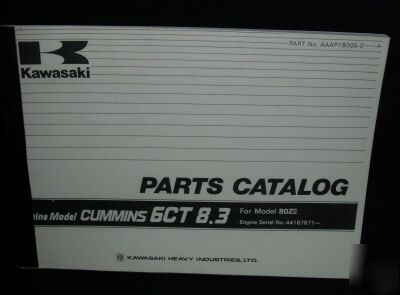 PART No. AAAP18005-0 A
Kawasaki
PARTS CATALOG
ine Model CUMMINS 6CT 8.3 For Model 80ZII
Engine Serial No. 44167671—
KAWASAKI HEAVY INDUSTRIES, LTD.